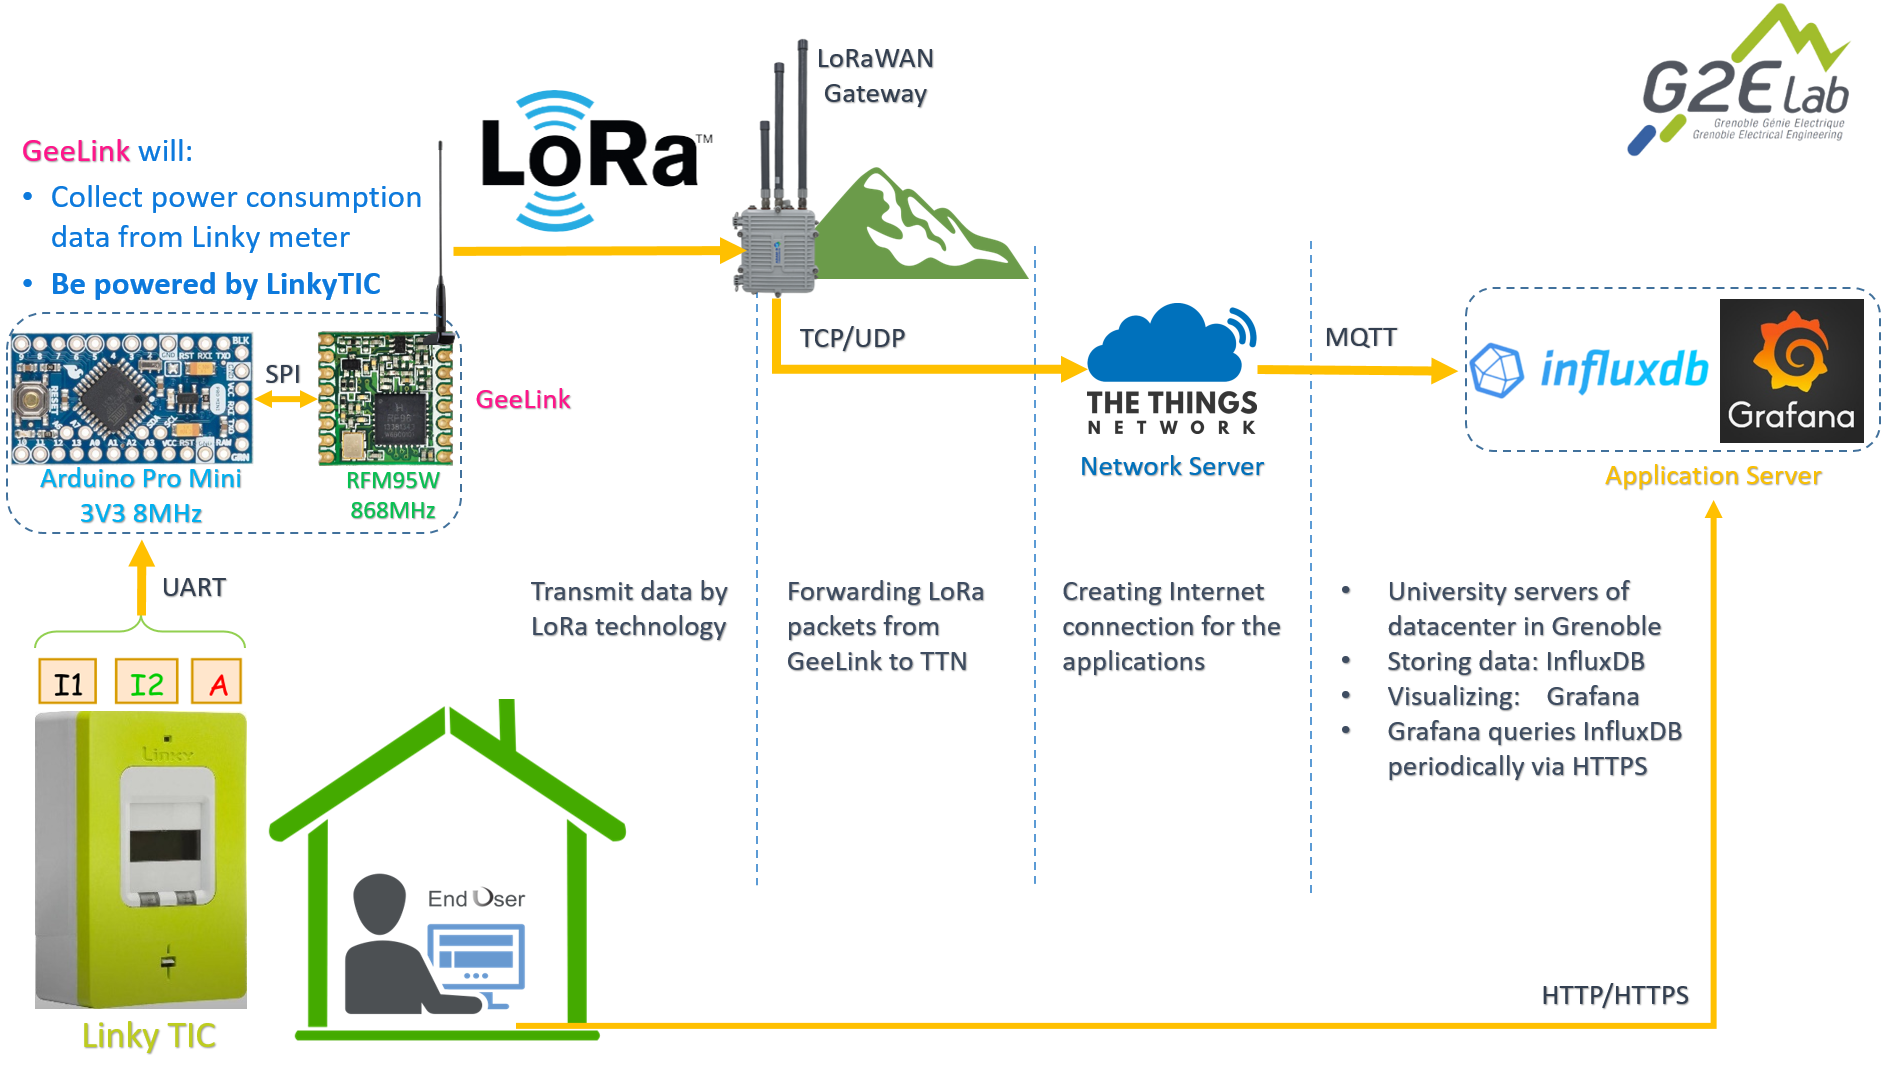 G2ELab
Grenoble Génie Electrique
Grenoble Electrical Engineering
LoRaWAN
Gateway
LoRa™
GeeLink will:
• Collect power consumption
data from Linky meter
• Be powered by LinkyTIC
SPI
GeeLink
Arduino Pro Mini
3V3 8MHz
RFM95W
868MHz
TCP/UDP
THE THINGS
NETWORK
Network Server
MQTT
influxdb
Grafana
Application Server
UART
I1 I2 A
Linky
Linky TIC
Transmit data by
LoRa technology
Forwarding LoRa
packets from
GeeLink to TTN
Creating Internet
connection for the
applications
• University servers of
datacenter in Grenoble
• Storing data: InfluxDB
• Visualizing: Grafana
• Grafana queries InfluxDB
periodically via HTTPS
End User
HTTP/HTTPS